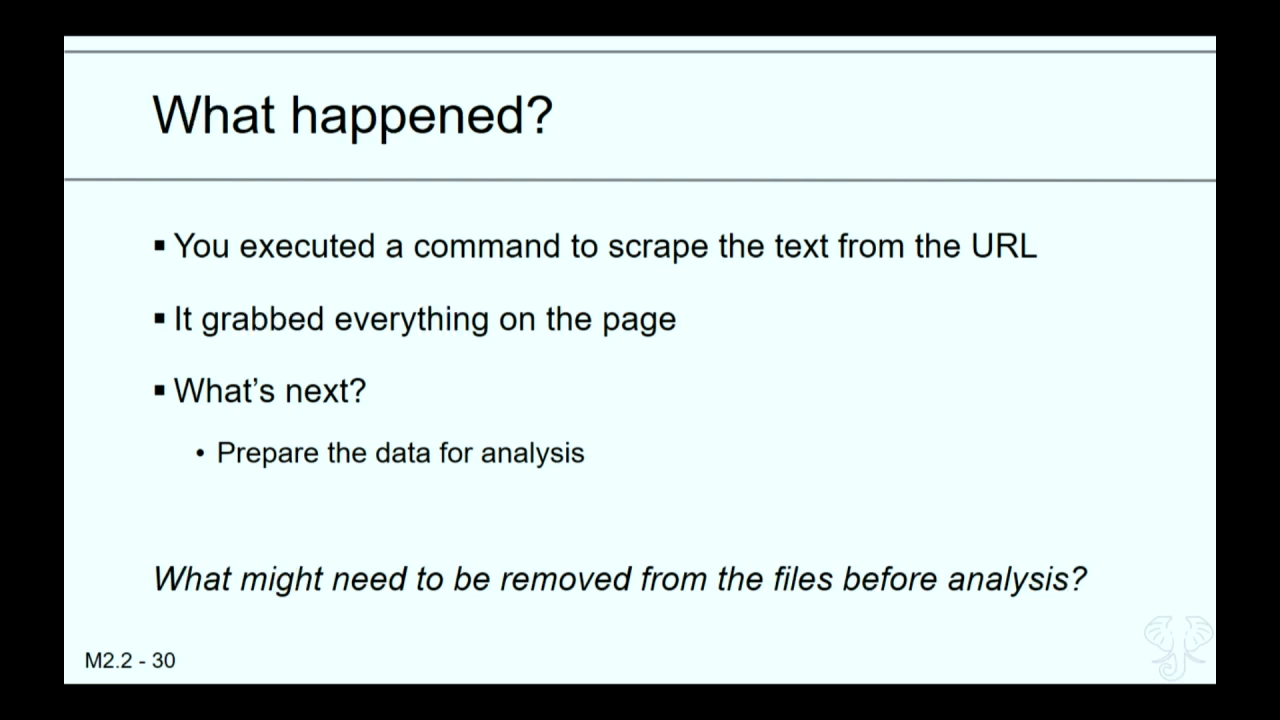 What happened?
▪ You executed a command to scrape the text from the URL
▪ It grabbed everything on the page
▪ What’s next?
• Prepare the data for analysis
What might need to be removed from the files before analysis?
M2.2 - 30